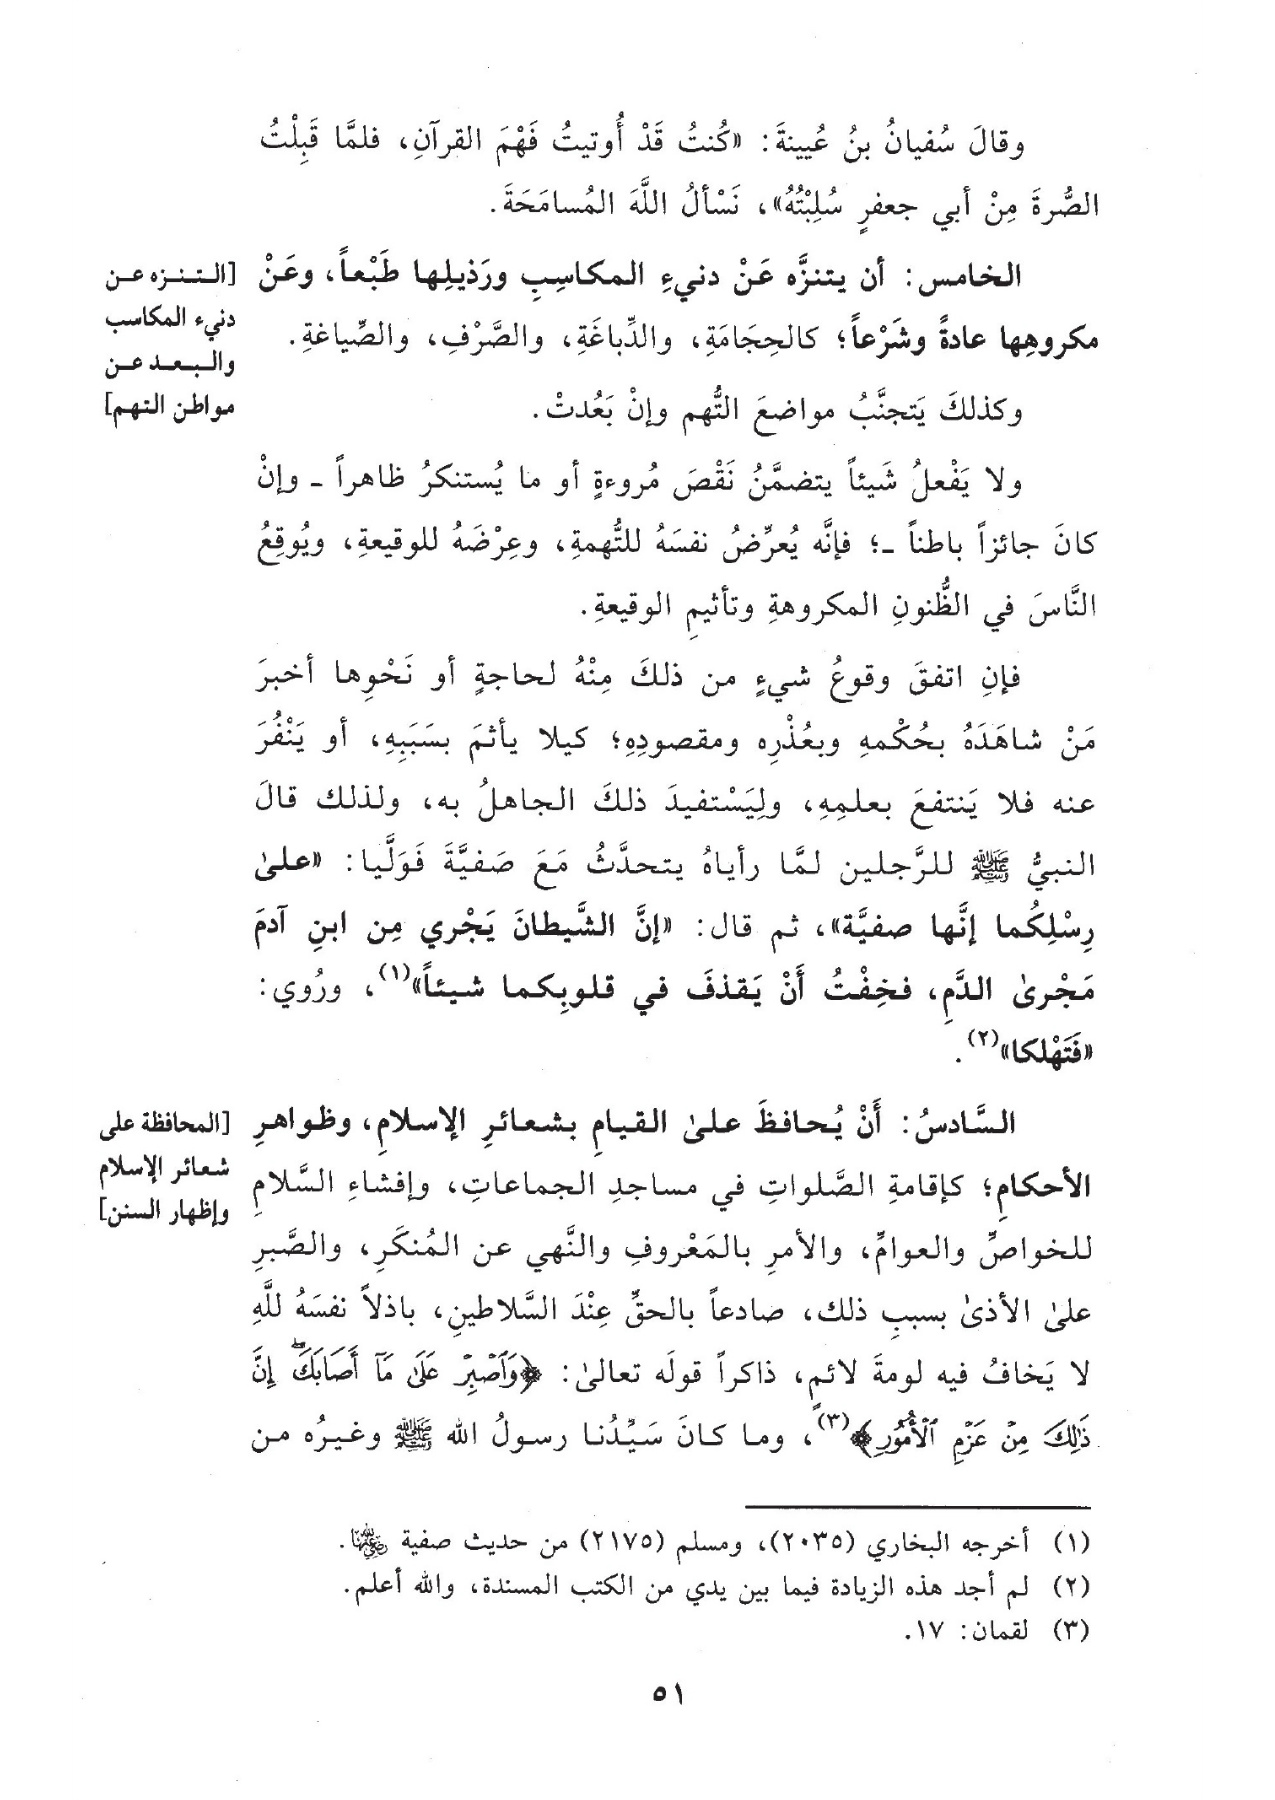 وقالَ سُفيانُ بنُ عُيينةَ: «كُنتُ قَدْ أُوتيتُ فَهْمَ القرآنِ، فلمَّا قَبِلْتُ
الصُّرةَ مِنْ أبي جعفرٍ سُلِبْتُهُ»، نَسْألُ اللَّهَ المُسامَحَةَ.
الخامس: أن يتنزَّه عَنْ دنيءِ المكاسِبِ ورَذيلِها طَبْعاً، وعَنْ
مكروهِها عادةً وشَرْعاً؛ كالحِجَامَةِ، والدِّباغَةِ، والصَّرْفِ، والصِّياغةِ.
[التنزه عن
دنيء المكاسب
والبعد عن
مواطن التهم]
وكذلكَ يَتجنَّبُ مواضعَ التُّهم وإنْ بَعُدتْ.
ولا يَفْعلُ شَيئاً يتضمَّنُ نَقْصَ مُروءةٍ أو ما يُستنكرُ ظاهراً ـ وإنْ
كانَ جائزاً باطناً ـ؛ فإنَّه يُعرِّضُ نفسَهُ للتُّهمةِ، وعِرْضَهُ للوقيعةِ، ويُوقِعُ
النَّاسَ في الظُّنونِ المكروهةِ وتأثيمِ الوقيعةِ.
فإنِ اتفقَ وقوعُ شيءٍ من ذلكَ مِنْهُ لحاجةٍ أو نَحْوِها أخبرَ
مَنْ شاهَدَهُ بحُكْمهِ وبعُذْرِه ومقصودِهِ؛ كيلا يأثمَ بسَبَبِهِ، أو يَنْفُرَ
عنه فلا يَنتفعَ بعلمِهِ، ولِيَسْتفيدَ ذلكَ الجاهلُ به، ولذلك قالَ
النبيُّ ﷺ للرَّجلين لمَّا رأياهُ يتحدَّثُ مَعَ صَفيَّةَ فَوَلَّيا: «علىٰ
رِسْلِكُما إنَّها صفيَّة»، ثم قال: «إنَّ الشَّيطانَ يَجْري مِن ابنِ آدمَ
مَجْرىٰ الدَّمِ، فخِفْتُ أَنْ يَقذفَ في قلوبِكما شيئاً»(١)، ورُوي:
«فَتَهْلكا»(٢).
السَّادسُ: أَنْ يُحافظَ علىٰ القيامِ بشعائرِ الإسلامِ، وظواهرِ
الأحكامِ؛ كإقامةِ الصَّلواتِ في مساجدِ الجماعاتِ، وإفشاءِ السَّلامِ
للخواصِّ والعوامِّ، والأمرِ بالمَعْروفِ والنَّهي عن المُنكَرِ، والصَّبرِ
[المحافظة على
شعائر الإسلام
وإظهار السنن]
علىٰ الأذىٰ بسببِ ذلك، صادعاً بالحقِّ عِنْدَ السَّلاطينِ، باذلاً نفسَهُ للَّهِ
لا يَخافُ فيه لومةَ لائمٍ، ذاكراً قولَه تعالىٰ: ﴿وَٱصْبِرْ عَلَىٰ مَآ أَصَابَكَ ۖ إِنَّ
ذَٰلِكَ مِنْ عَزْمِ ٱلْأُمُورِ﴾(٣)، وما كانَ سَيِّدُنا رسولُ الله ﷺ وغيرُه من
(١) أخرجه البخاري (٢٠٣٥)، ومسلم (٢١٧٥) من حديث صفية رضي الله عنها.
(٢) لم أجد هذه الزيادة فيما بين يدي من الكتب المسندة، والله أعلم.
(٣) لقمان: ١٧.
٥١